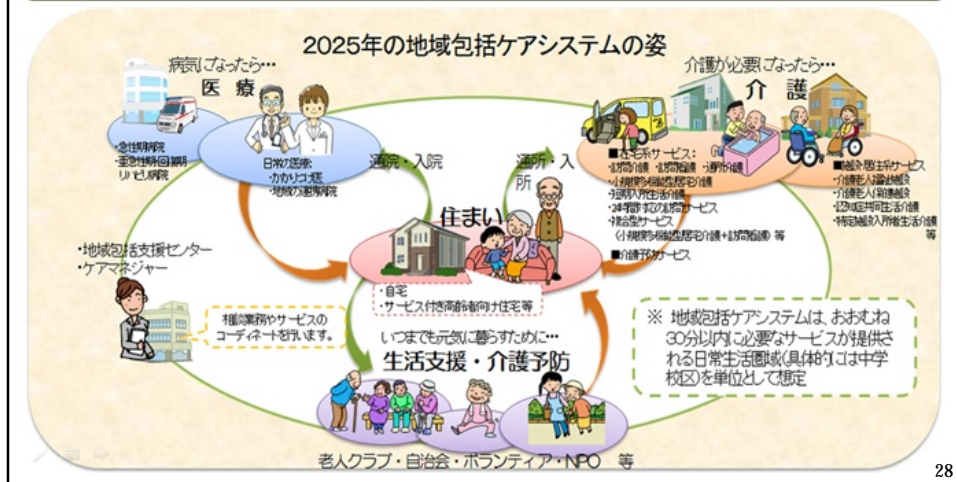 2025年の地域包括ケアシステムの姿
病気になったら…
医療
・急性期病院
・亜急性期・回復期
リハビリ病院
日常の医療:
・かかりつけ医
・地域の連携病院
通院・入院
通所・入
所
介護が必要になったら…
介護
■在宅系サービス:
・訪問介護・訪問看護・通所介護
・小規模多機能型居宅介護
・短期入所生活介護
・24時間対応の訪問サービス
・複合型サービス
(小規模多機能型居宅介護+訪問看護)等
■介護予防サービス
■施設・居住系サービス
・介護老人福祉施設
・介護老人保健施設
・認知症共同生活介護
・特定施設入所者生活介護
等
住まい
・自宅
・サービス付き高齢者向け住宅等
・地域包括支援センター
・ケアマネジャー
相談業務やサービスの
コーディネートを行います。
いつまでも元気に暮らすために…
生活支援・介護予防
老人クラブ・自治会・ボランティア・NPO 等
※ 地域包括ケアシステムは、おおむね
30分以内に必要なサービスが提供さ
れる日常生活圏域(具体的には中学
校区)を単位として想定
28